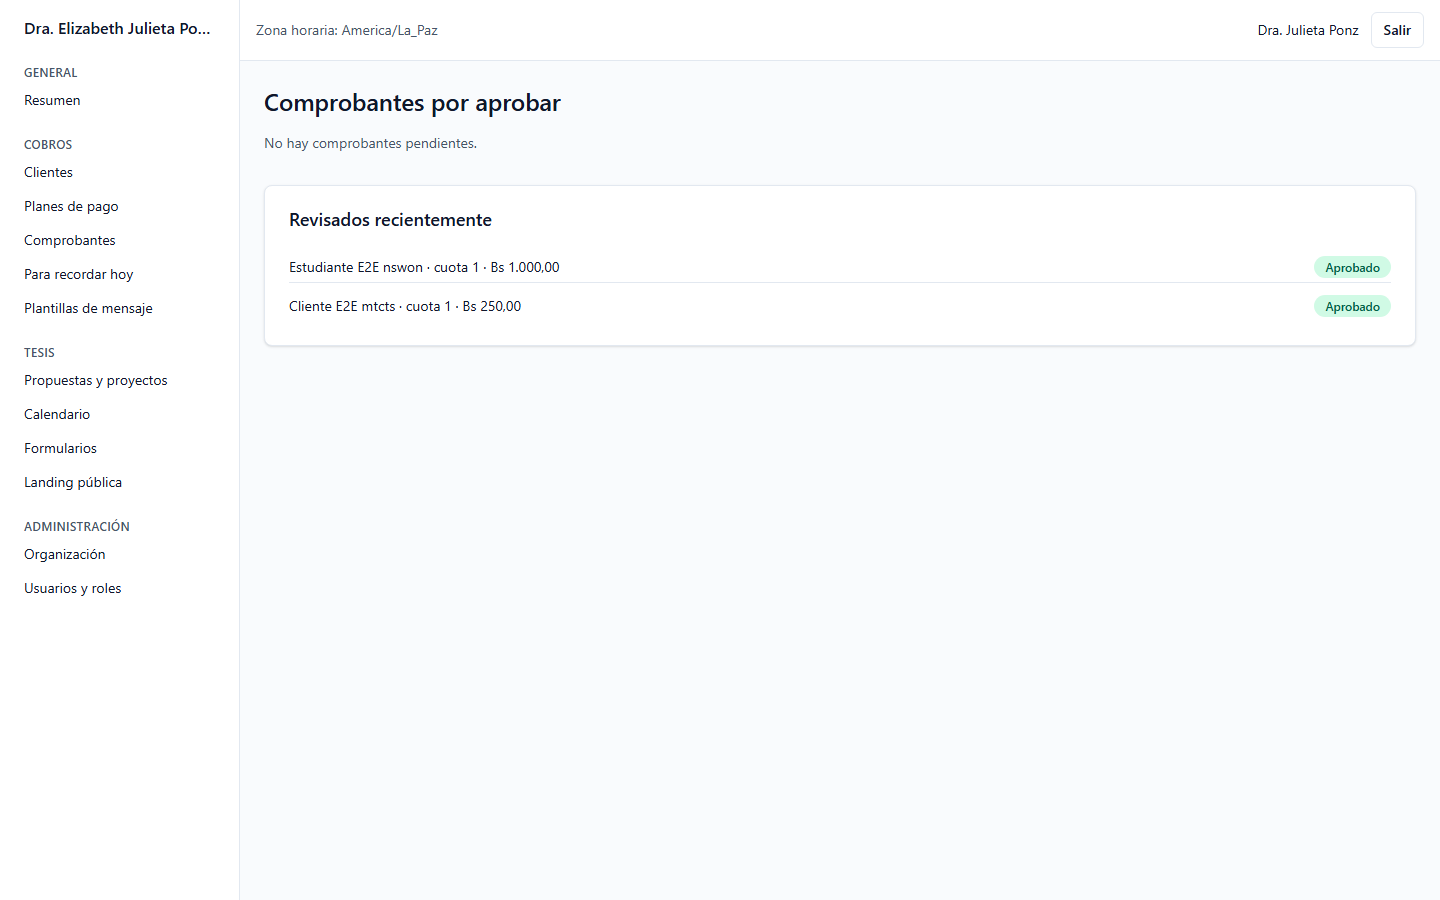 Dra. Elizabeth Julieta Po...
Zona horaria: America/La_Paz
Dra. Julieta Ponz
Salir
GENERAL
Resumen
COBROS
Clientes
Planes de pago
Comprobantes
Para recordar hoy
Plantillas de mensaje
TESIS
Propuestas y proyectos
Calendario
Formularios
Landing pública
ADMINISTRACIÓN
Organización
Usuarios y roles
Comprobantes por aprobar
No hay comprobantes pendientes.
Revisados recientemente
Estudiante E2E nswon · cuota 1 · Bs 1.000,00
Aprobado
Cliente E2E mtcts · cuota 1 · Bs 250,00
Aprobado